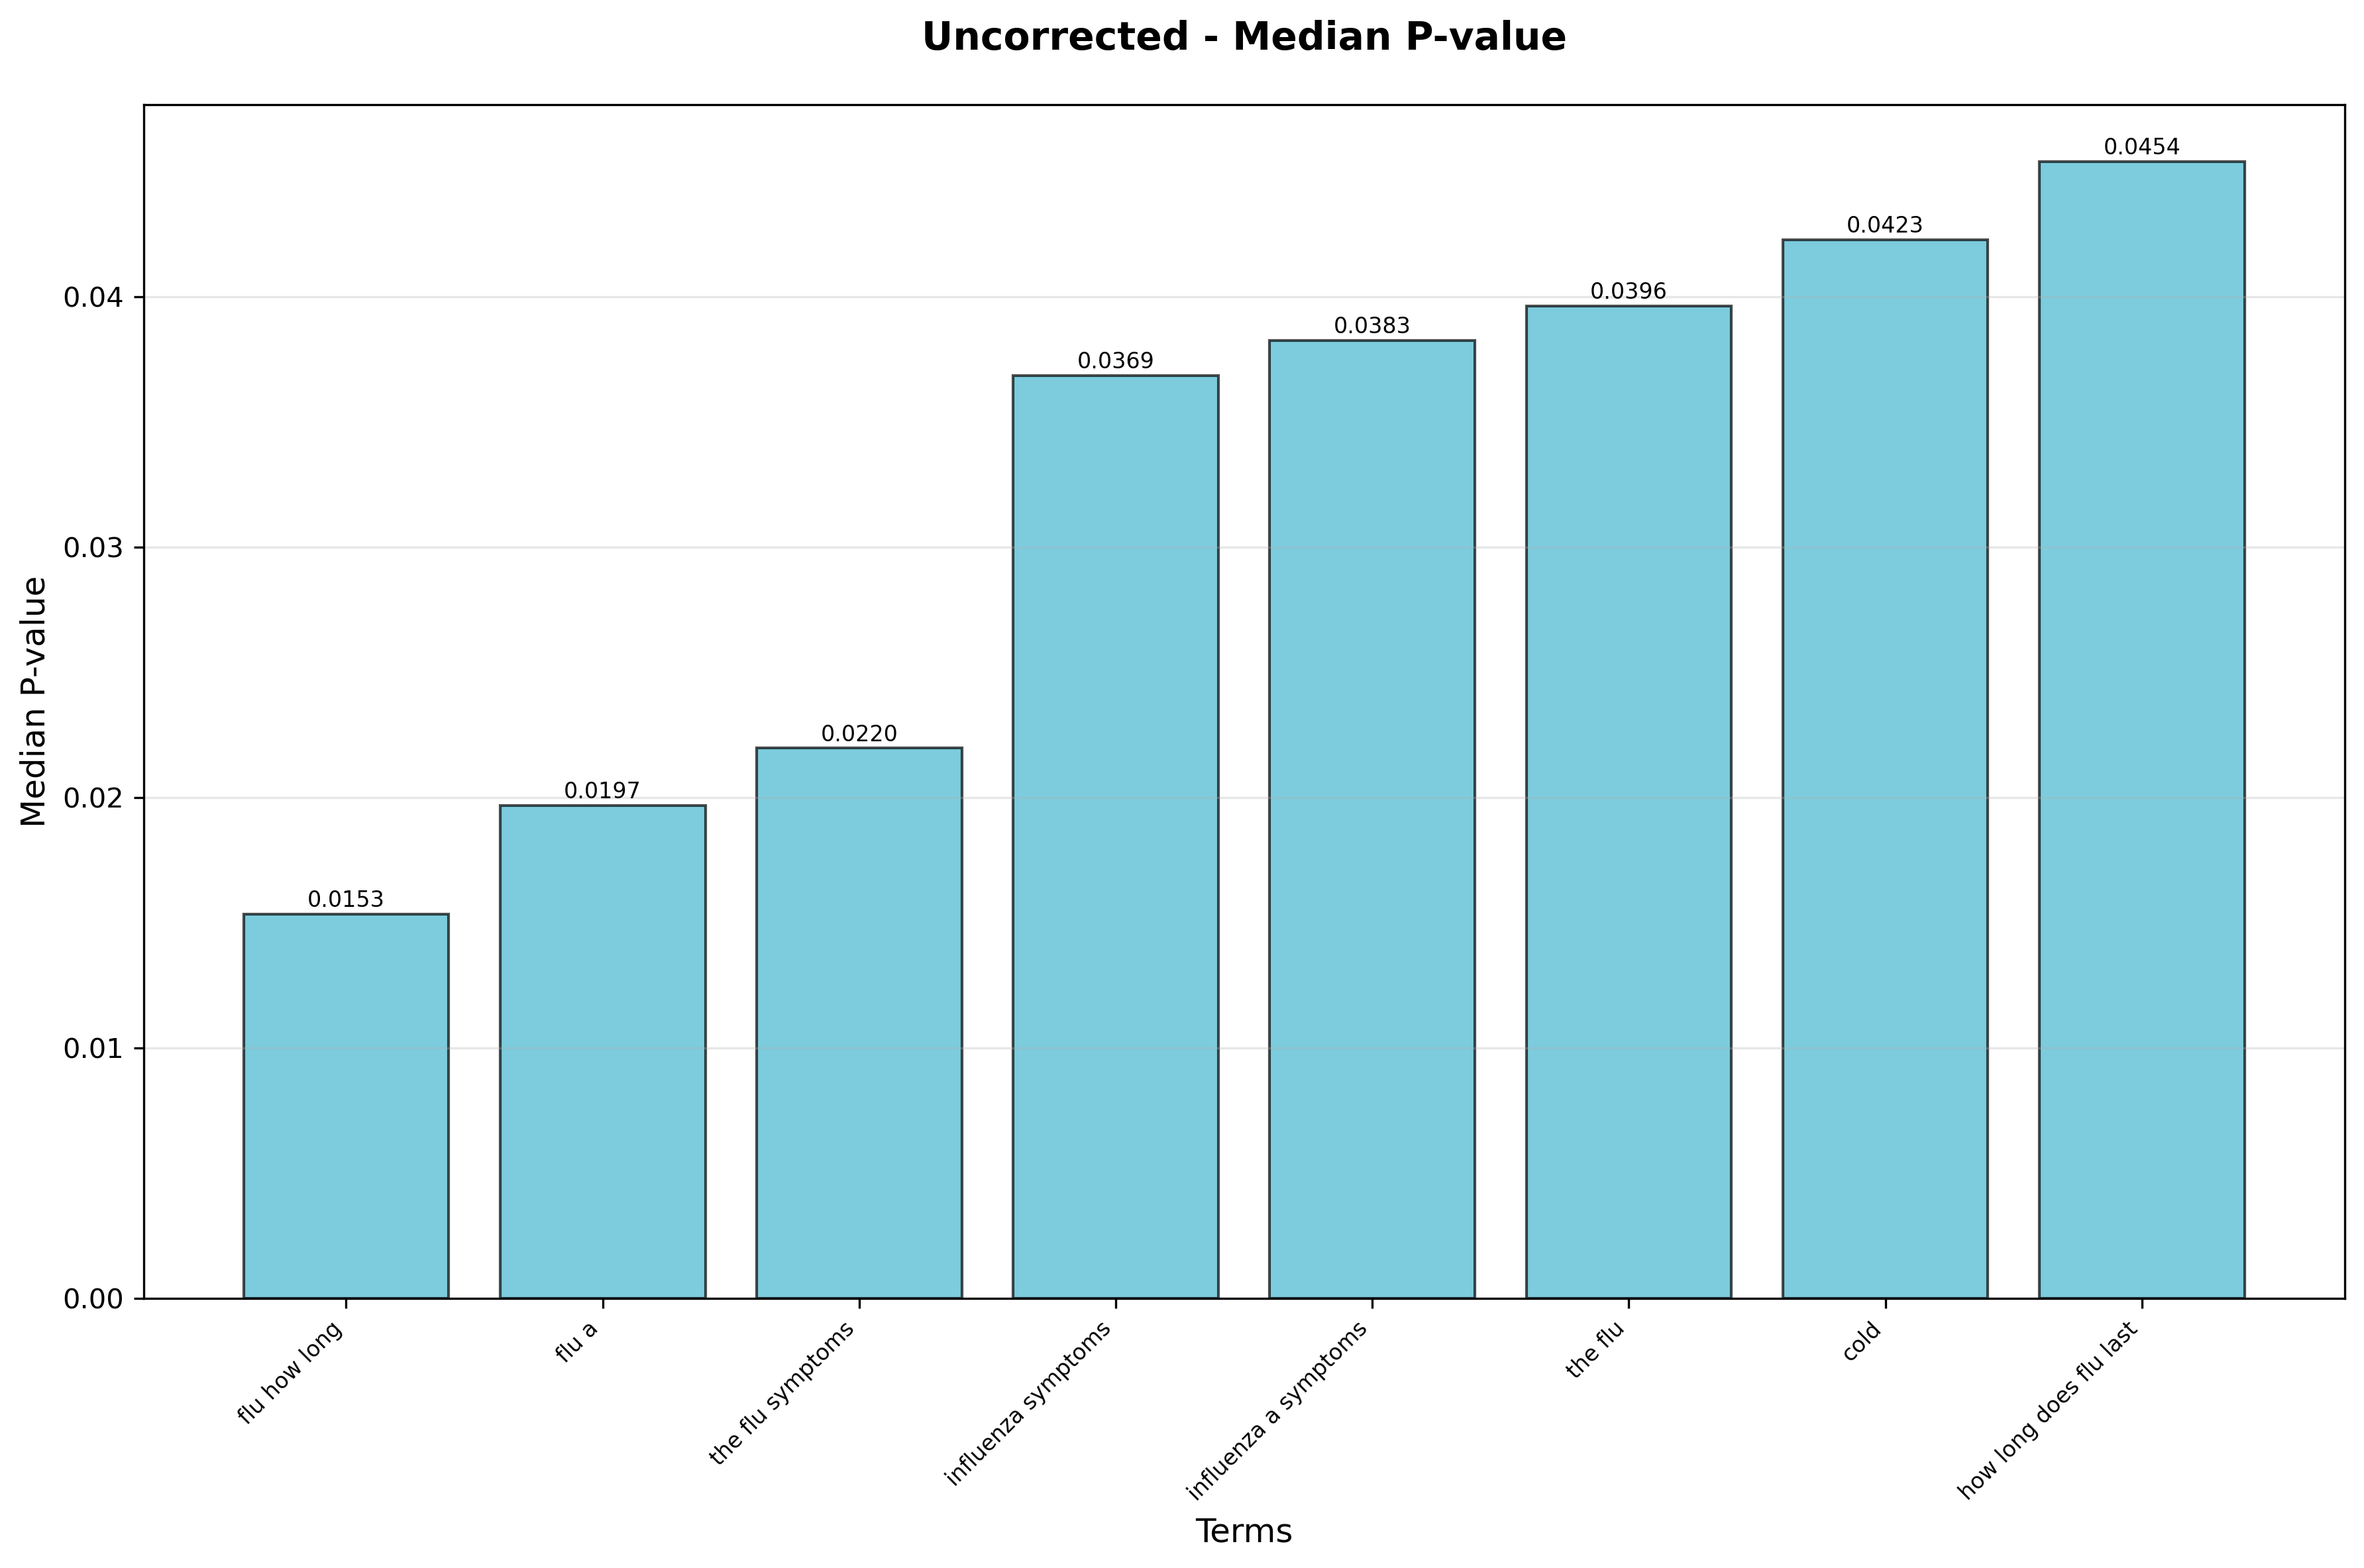 Uncorrected - Median P-value
Median P-value
0.04
0.03
0.02
0.01
0.00
0.0153
0.0197
0.0220
0.0369
0.0383
0.0396
0.0423
0.0454
flu how long
flu a
the flu symptoms
influenza symptoms
influenza a symptoms
the flu
cold
how long does flu last
Terms